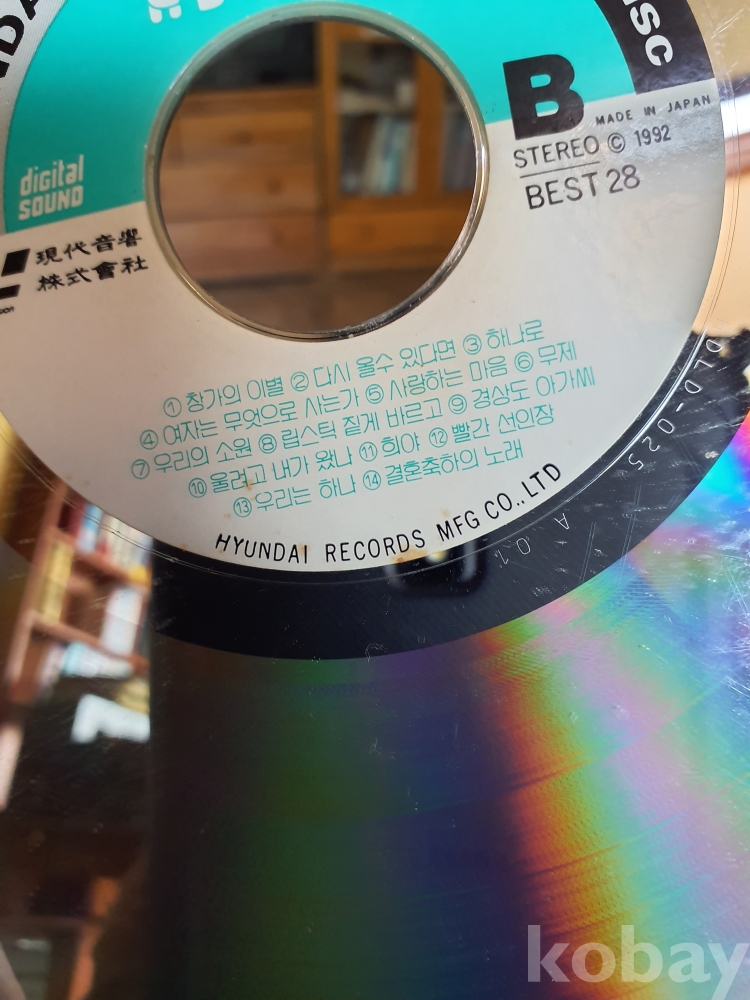 B
MADE IN JAPAN
STEREO © 1992
BEST 28
digital
SOUND
現代音響
株式會社
① 창가의 이별 ② 다시 올수 있다면 ③ 하나로
④ 여자는 무엇으로 사는가 ⑤ 사랑하는 마음 ⑥ 무제
⑦ 우리의 소원 ⑧ 립스틱 짙게 바르고 ⑨ 경상도 아가씨
⑩ 울려고 내가 왔나 ⑪ 희야 ⑫ 빨간 선인장
⑬ 우리는 하나 ⑭ 결혼축하의 노래
HYUNDAI RECORDS MFG CO., LTD
DLD-025
A 01
kobay